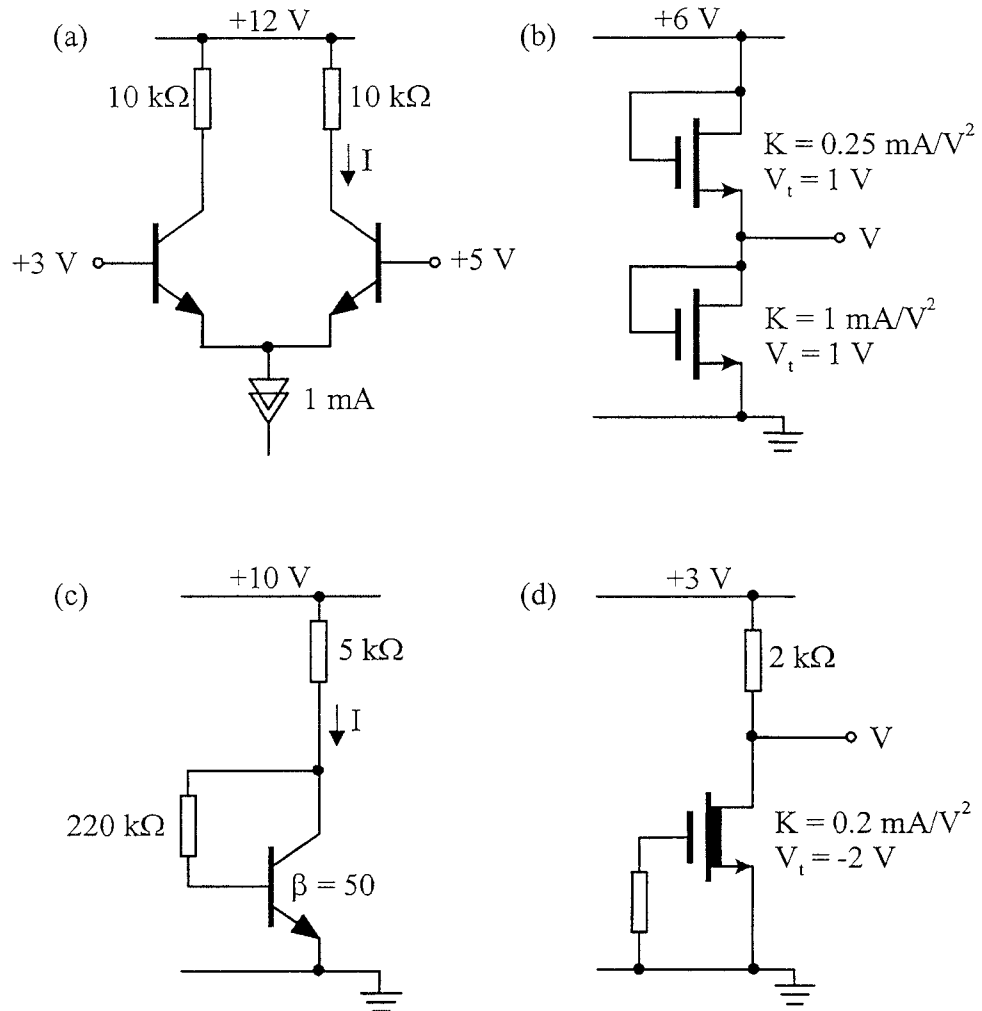 (a)
+12 V
10 kΩ
10 kΩ
I
+3 V
+5 V
1 mA
(b)
+6 V
K = 0.25 mA/V²
Vₜ = 1 V
V
K = 1 mA/V²
Vₜ = 1 V
(c)
+10 V
5 kΩ
I
220 kΩ
β = 50
(d)
+3 V
2 kΩ
V
K = 0.2 mA/V²
Vₜ = -2 V